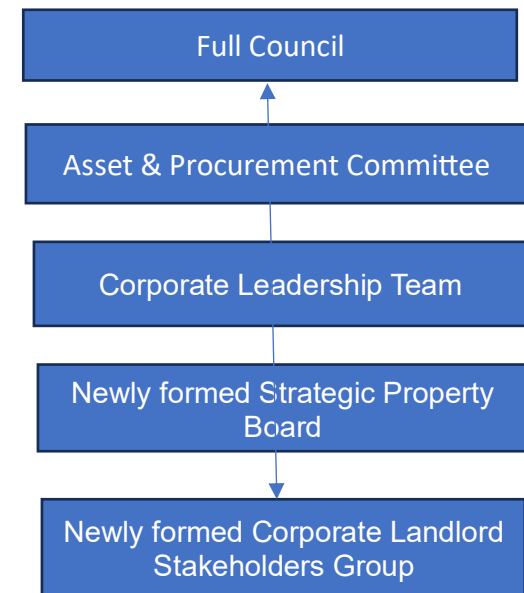 Full Council
Asset & Procurement Committee
Corporate Leadership Team
Newly formed Strategic Property
Board
Newly formed Corporate Landlord
Stakeholders Group